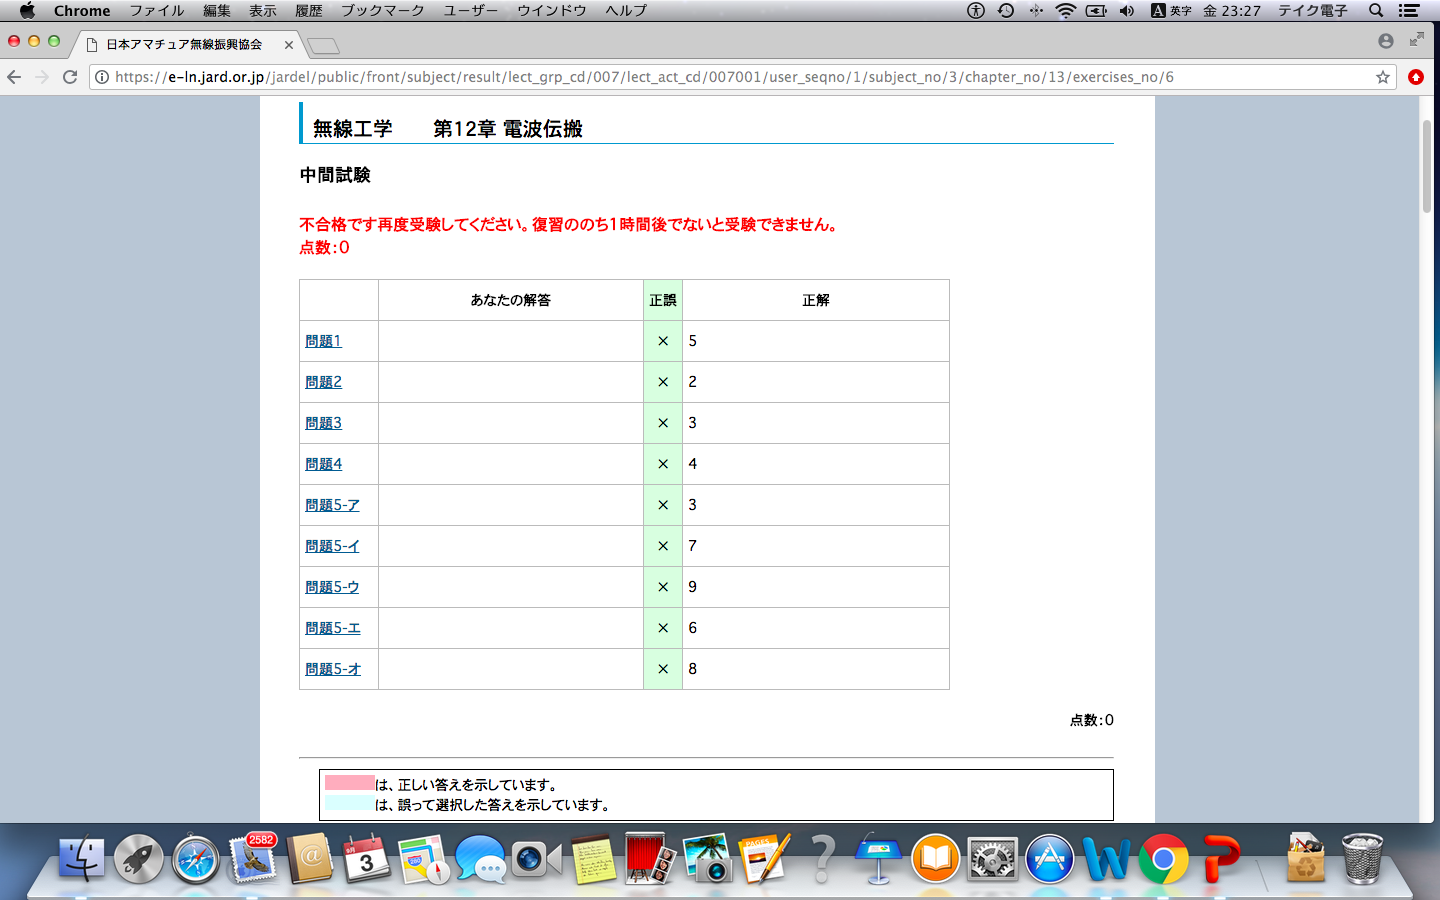 Chrome ファイル 編集 表示 履歴 ブックマーク ユーザー ウインドウ ヘルプ A 英字 金 23:27 テイク電子
日本アマチュア無線振興協会
https://e-ln.jard.or.jp/jardel/public/front/subject/result/lect_grp_cd/007/lect_act_cd/007001/user_seqno/1/subject_no/3/chapter_no/13/exercises_no/6
無線工学　　第12章 電波伝搬
中間試験
不合格です再度受験してください。復習ののち1時間後でないと受験できません。
点数：0
あなたの解答 正誤 正解
問題1 × 5
問題2 × 2
問題3 × 3
問題4 × 4
問題5-ア × 3
問題5-イ × 7
問題5-ウ × 9
問題5-エ × 6
問題5-オ × 8
点数：0
は、正しい答えを示しています。
は、誤って選択した答えを示しています。
2582
3
280
PAGES